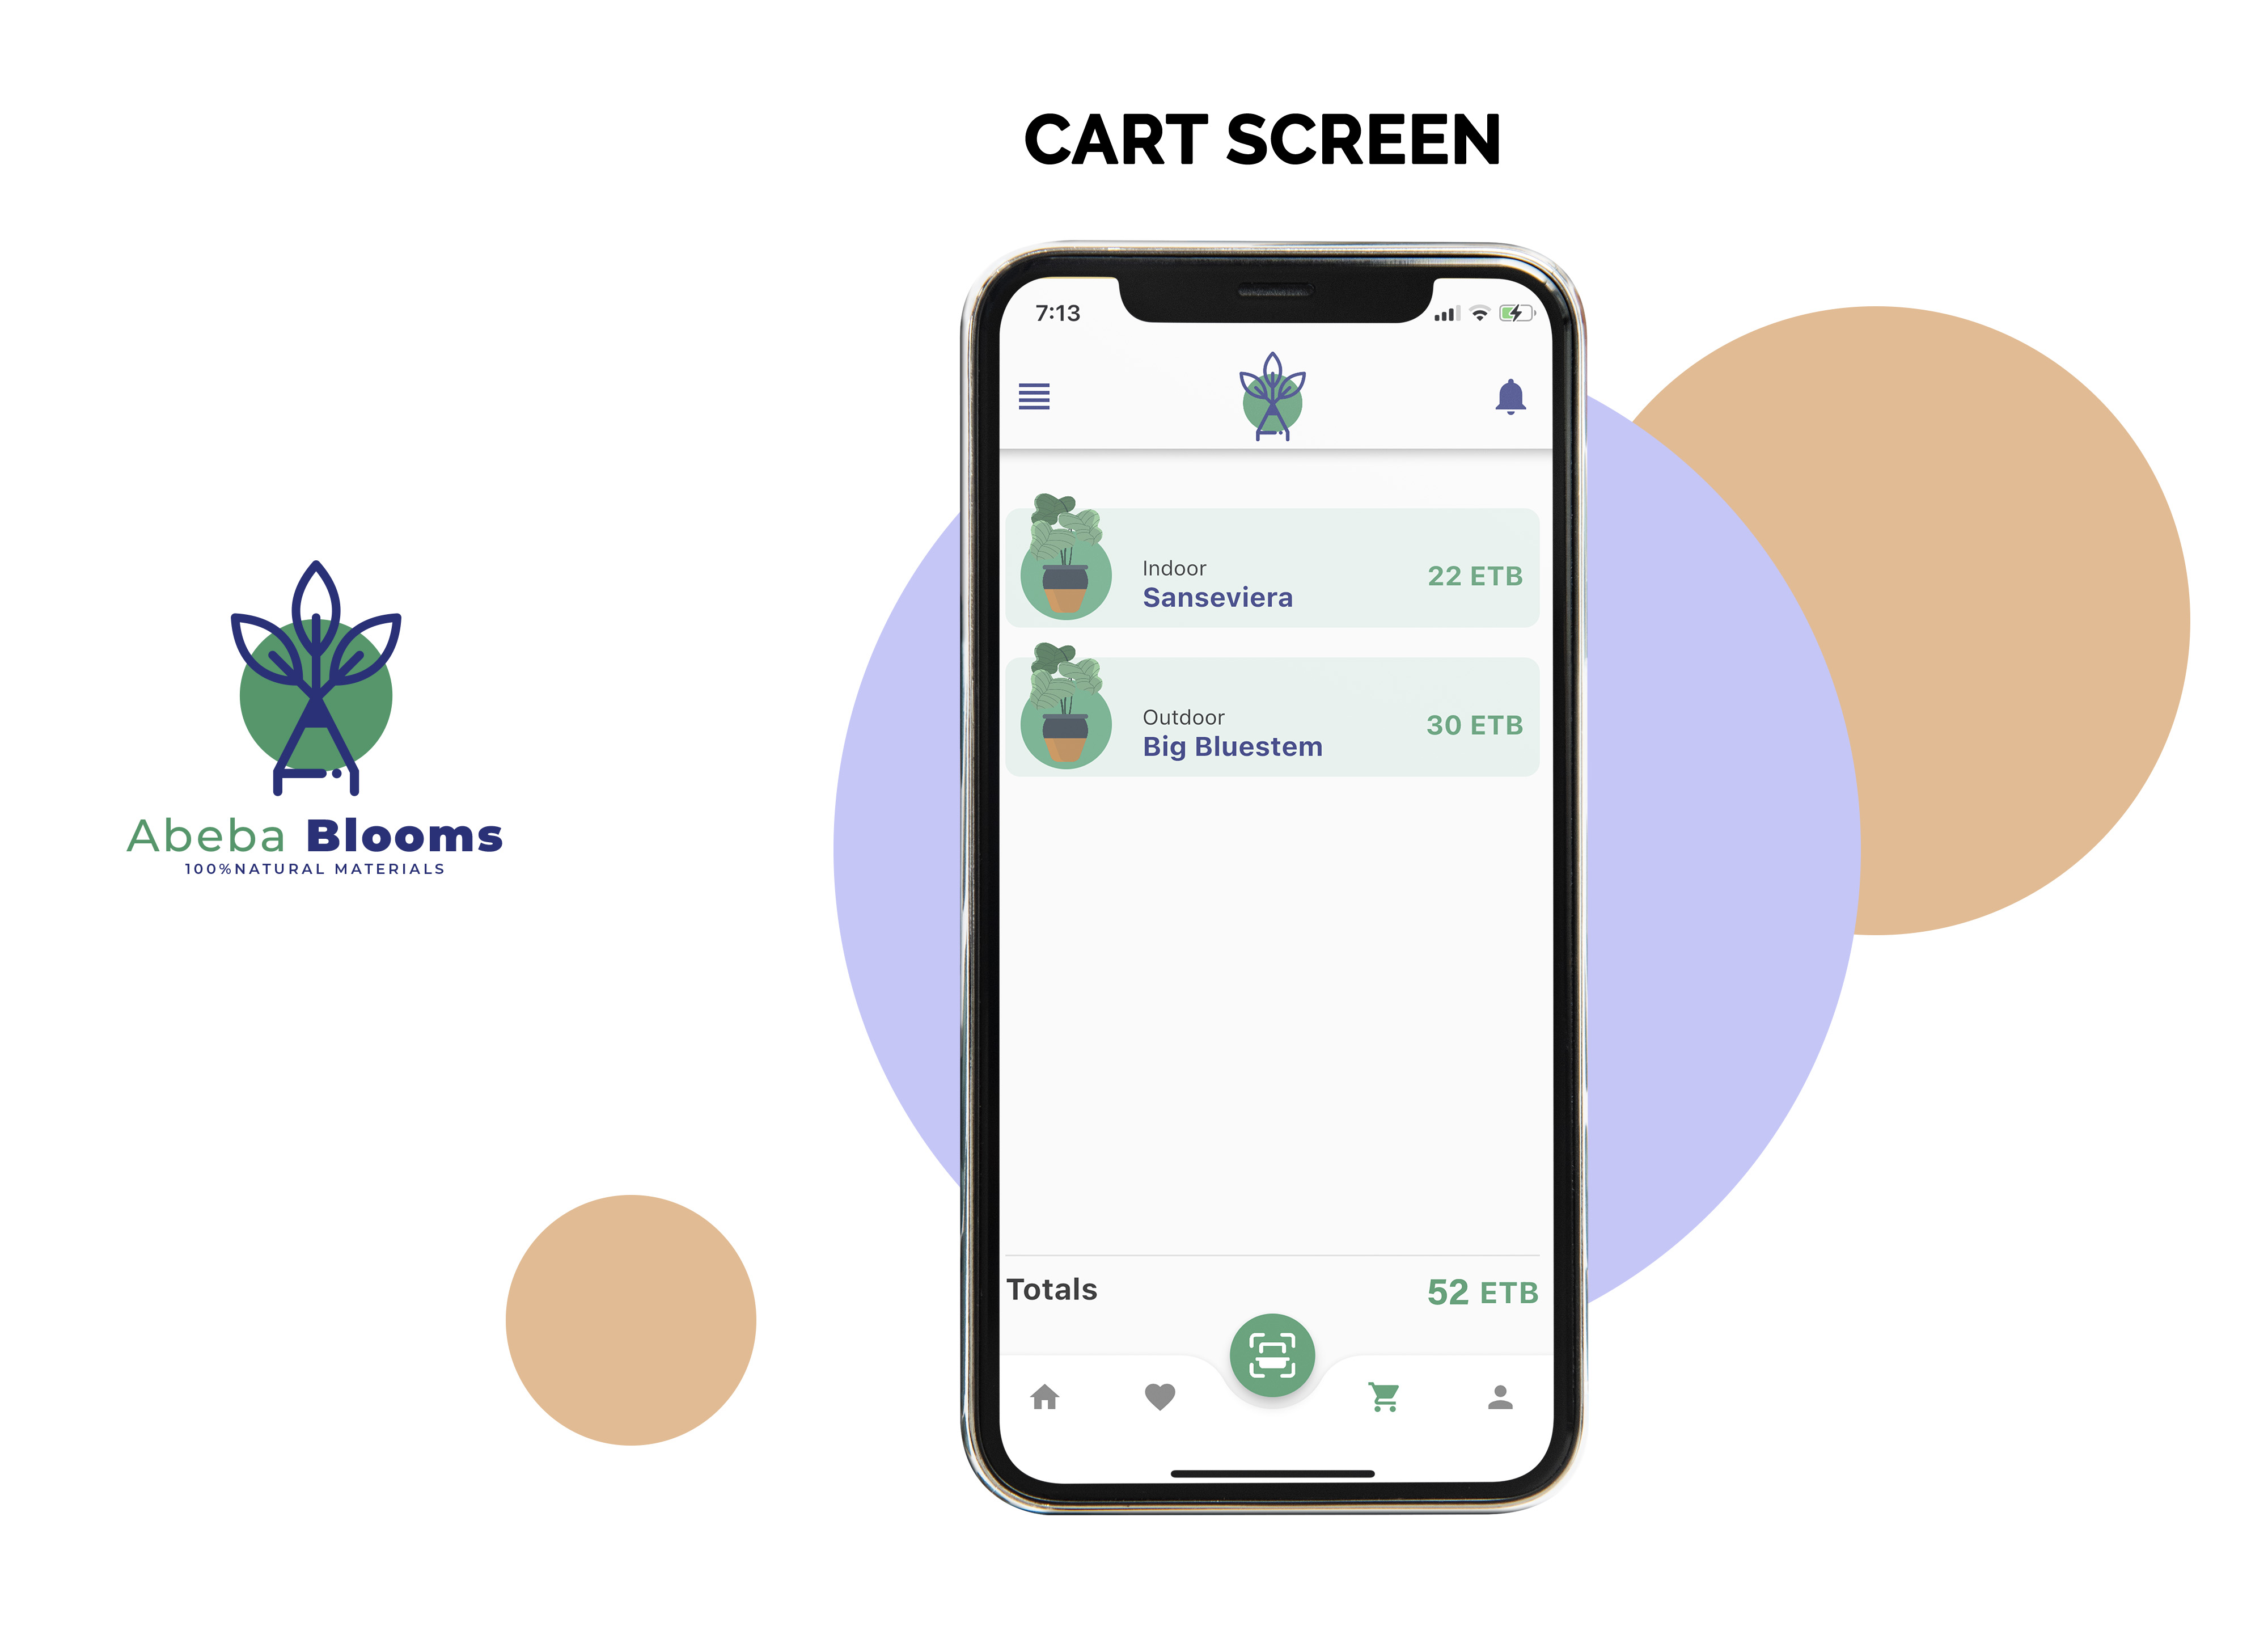 CART SCREEN
7:13
Indoor
Sanseviera
22 ETB
Outdoor
Big Bluestem
30 ETB
Totals
52 ETB
Abeba Blooms
100%NATURAL MATERIALS